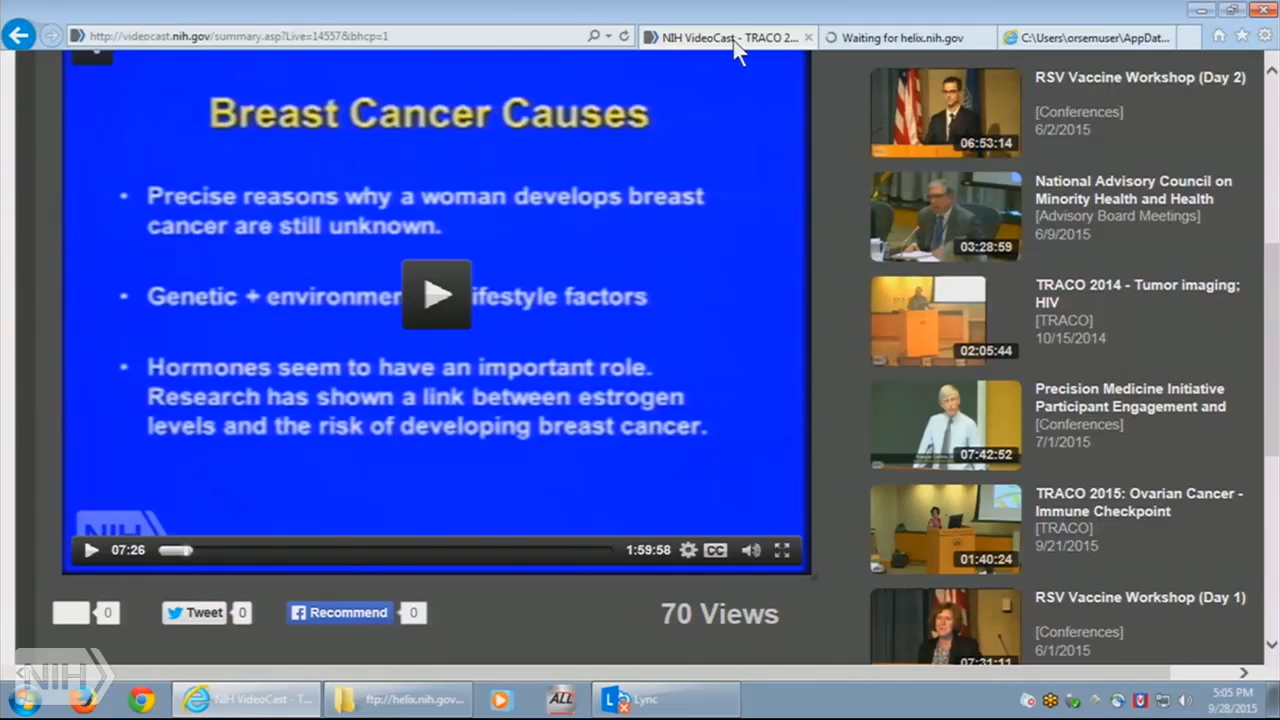 http://videocast.nih.gov/summary.asp?Live=14557&bhcp=1
NIH VideoCast - TRACO 2...
Waiting for helix.nih.gov
C:\Users\orsemuser\AppDat...
Breast Cancer Causes
• Precise reasons why a woman develops breast
cancer are still unknown.
• Genetic + environmen ifestyle factors
• Hormones seem to have an important role.
Research has shown a link between estrogen
levels and the risk of developing breast cancer.
NIH
07:26
1:59:58
CC
0
Tweet
0
Recommend
0
70 Views
06:53:14
RSV Vaccine Workshop (Day 2)
[Conferences]
6/2/2015
03:28:59
National Advisory Council on
Minority Health and Health
[Advisory Board Meetings]
6/9/2015
02:05:44
TRACO 2014 - Tumor imaging;
HIV
[TRACO]
10/15/2014
07:42:52
Precision Medicine Initiative
Participant Engagement and
[Conferences]
7/1/2015
01:40:24
TRACO 2015: Ovarian Cancer -
Immune Checkpoint
[TRACO]
9/21/2015
07:31:11
RSV Vaccine Workshop (Day 1)
[Conferences]
6/1/2015
NIH
NIH VideoCast - T...
ftp://helix.nih.gov...
ALL
Lync
5:05 PM
9/28/2015